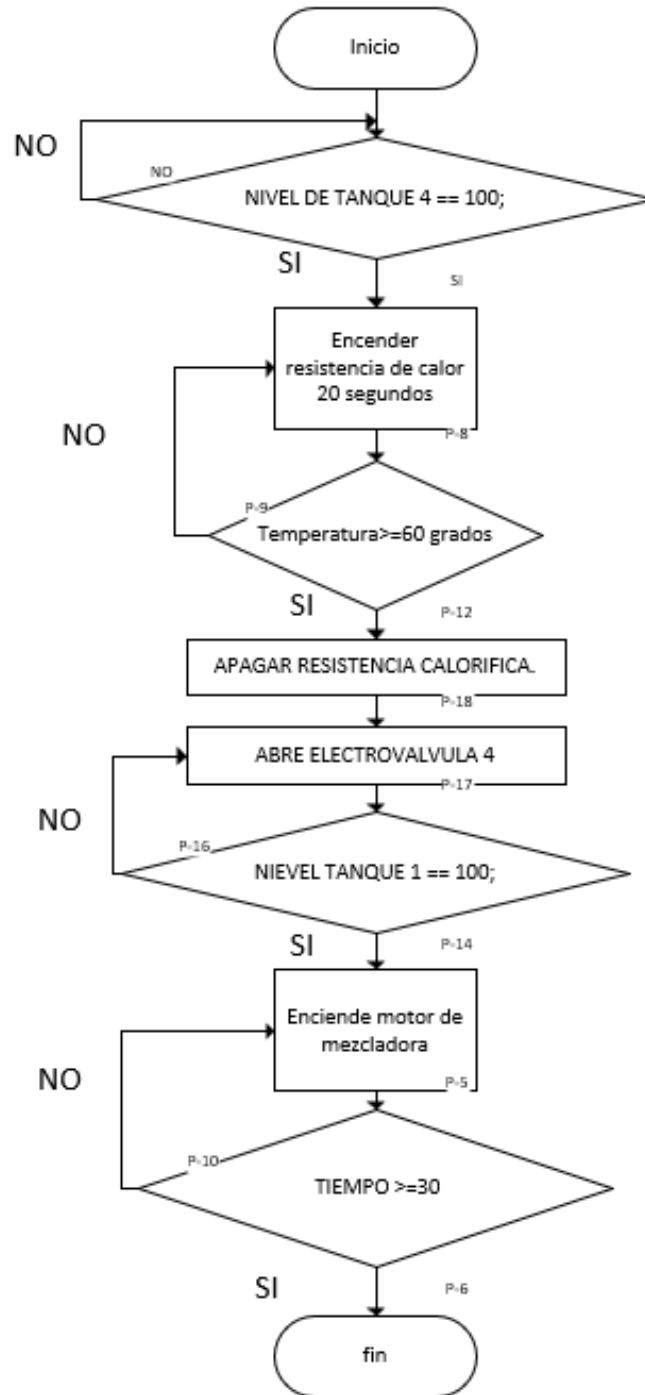 Inicio
NO
NO
NIVEL DE TANQUE 4 == 100;
SI
SI
Encender
resistencia de calor
20 segundos
NO
P-8
P-9
Temperatura>=60 grados
SI
P-12
APAGAR RESISTENCIA CALORIFICA.
P-18
ABRE ELECTROVALVULA 4
P-17
NO
P-16
NIEVEL TANQUE 1 == 100;
SI
P-14
Enciende motor de
mezcladora
NO
P-5
P-10
TIEMPO >=30
SI
P-6
fin